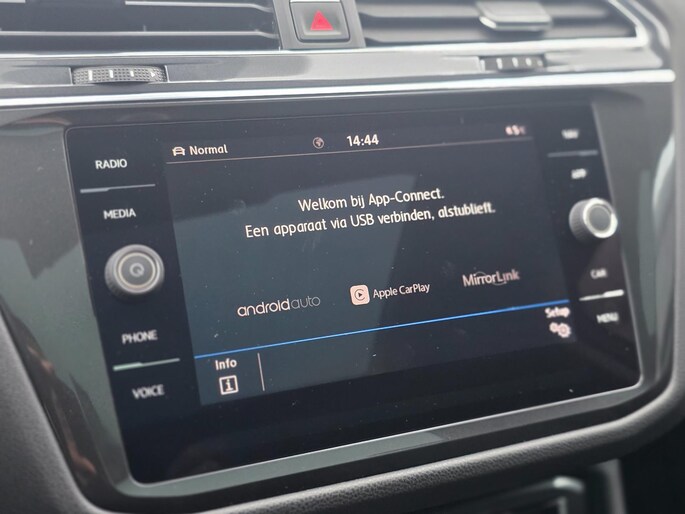 RADIO
MEDIA
PHONE
VOICE
Normal
14:44
Welkom bij App-Connect.
Een apparaat via USB verbinden, alstublieft.
androidauto
Apple CarPlay
MirrorLink
Info
Setup
NAV
APP
CAR
MENU